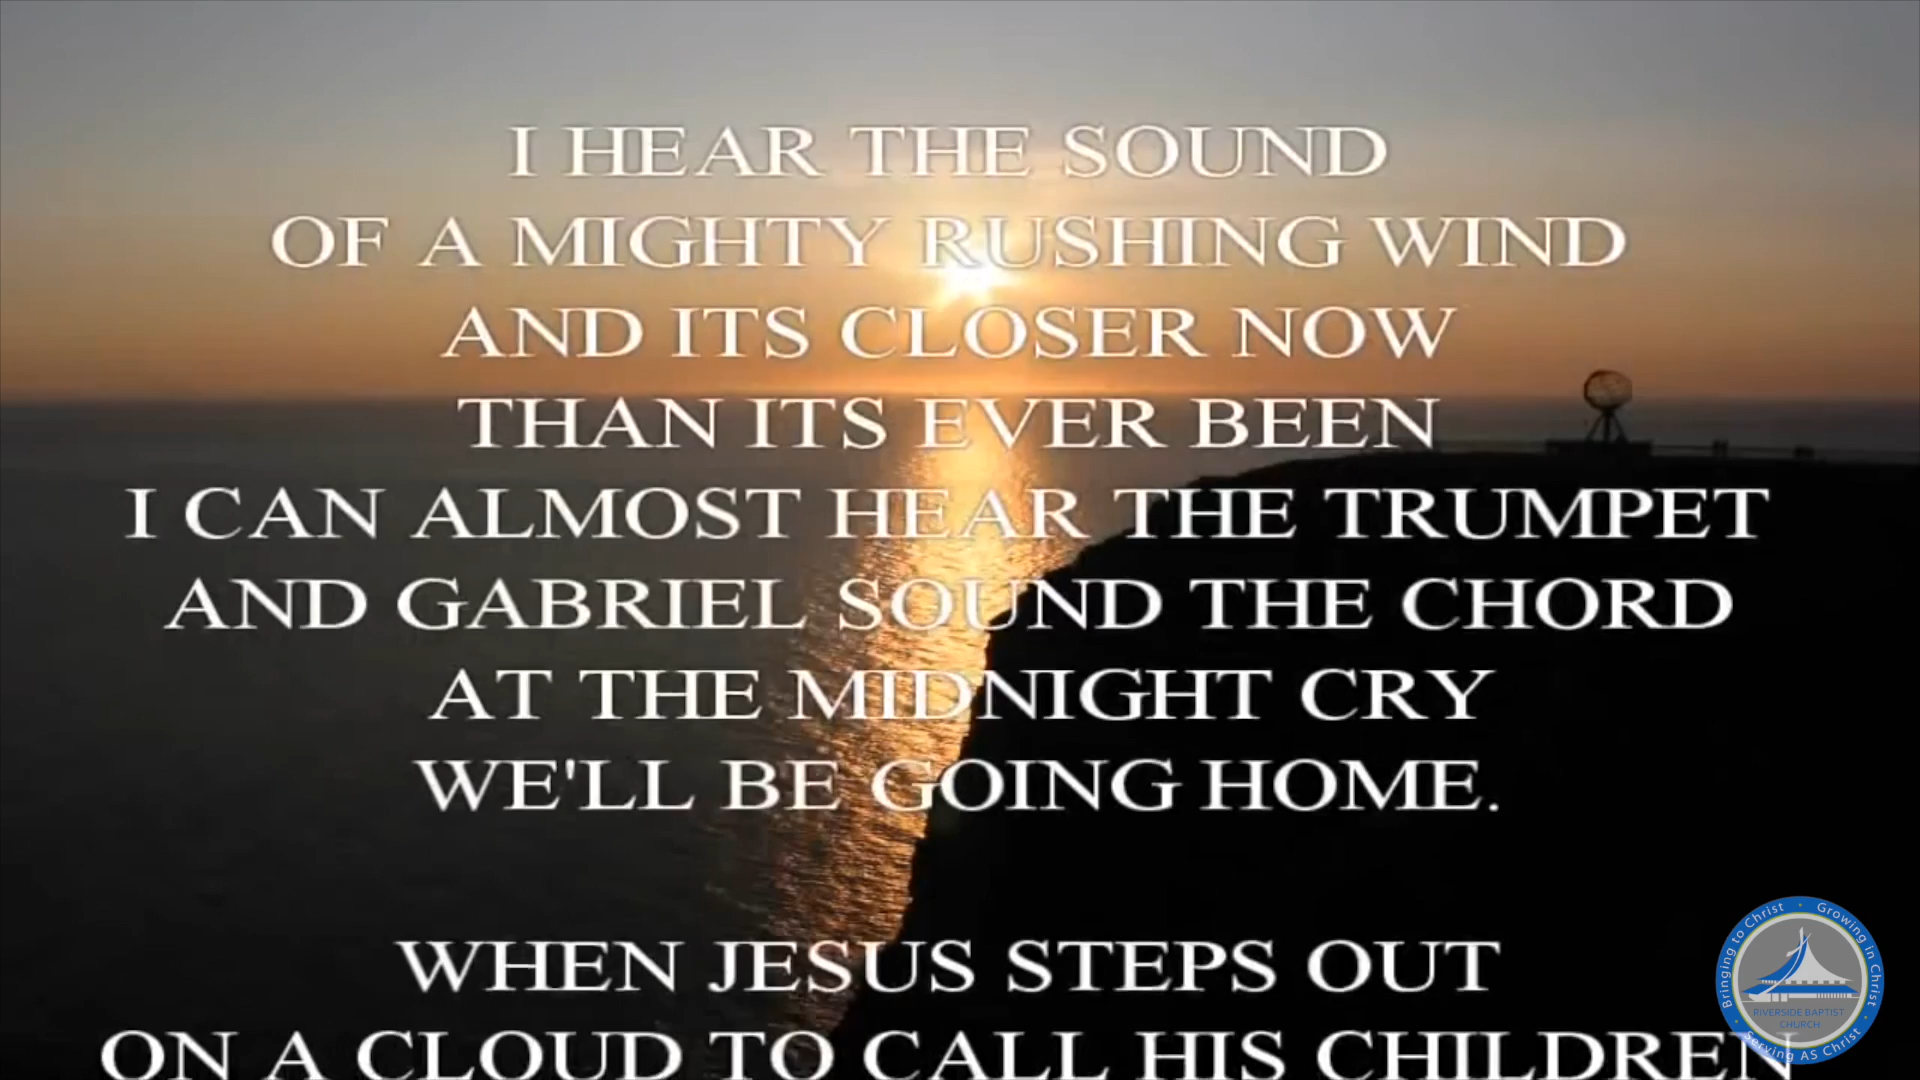 I HEAR THE SOUND
OF A MIGHTY RUSHING WIND
AND ITS CLOSER NOW
THAN ITS EVER BEEN
I CAN ALMOST HEAR THE TRUMPET
AND GABRIEL SOUND THE CHORD
AT THE MIDNIGHT CRY
WE'LL BE GOING HOME.
WHEN JESUS STEPS OUT
ON A CLOUD TO CALL HIS CHILDREN
Bringing to Christ • Growing in Christ • Serving AS Christ •
RIVERSIDE BAPTIST
CHURCH